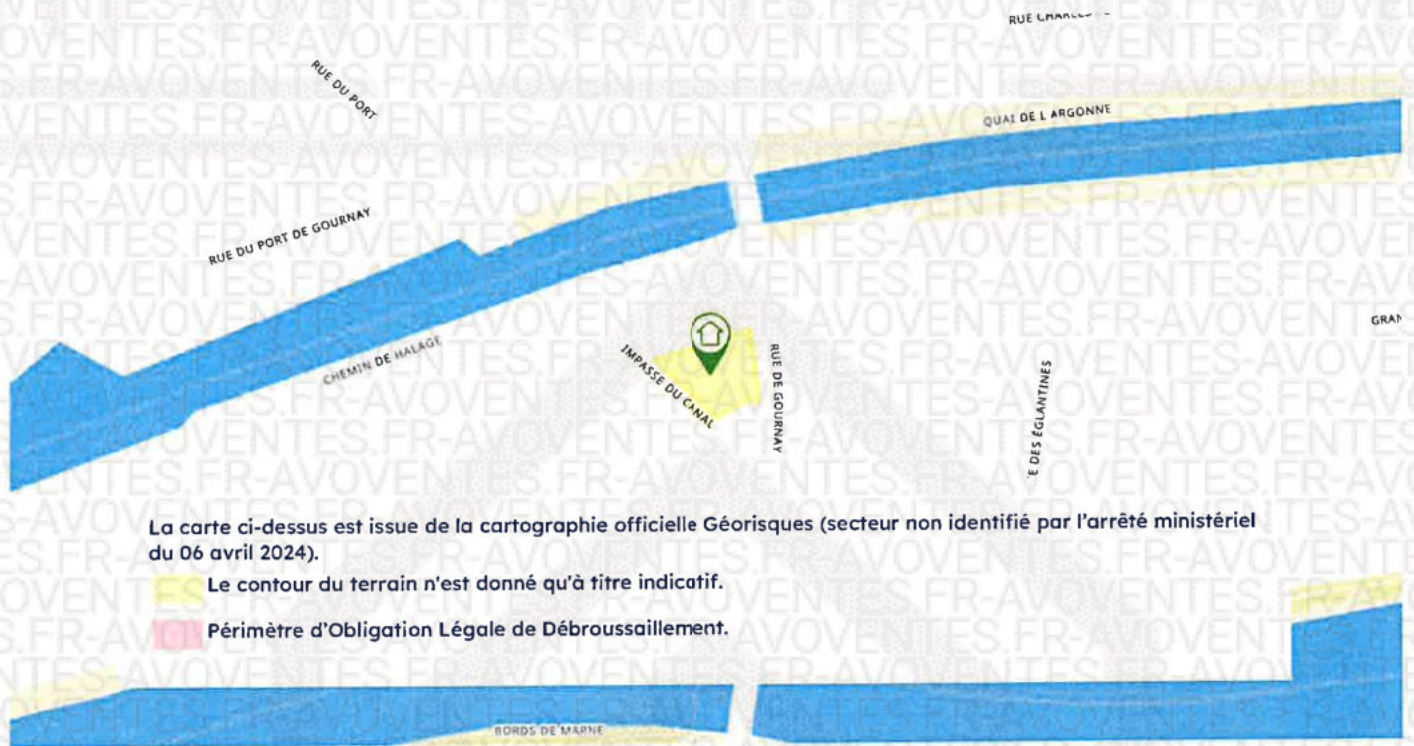 RUE DU PORT
QUAI DE L ARGONNE
RUE DU PORT DE GOURNAY
GRAN
CHEMIN DE HALAGE
IMPASSE DU CANAL
RUE DE GOURNAY
E DES ÉGLANTINES
La carte ci-dessus est issue de la cartographie officielle Géorisques (secteur non identifié par l'arrêté ministériel
du 06 avril 2024).
Le contour du terrain n'est donné qu'à titre indicatif.
Périmètre d'Obligation Légale de Débroussaillement.
BORDS DE MARNE
AVOVENTES.FR